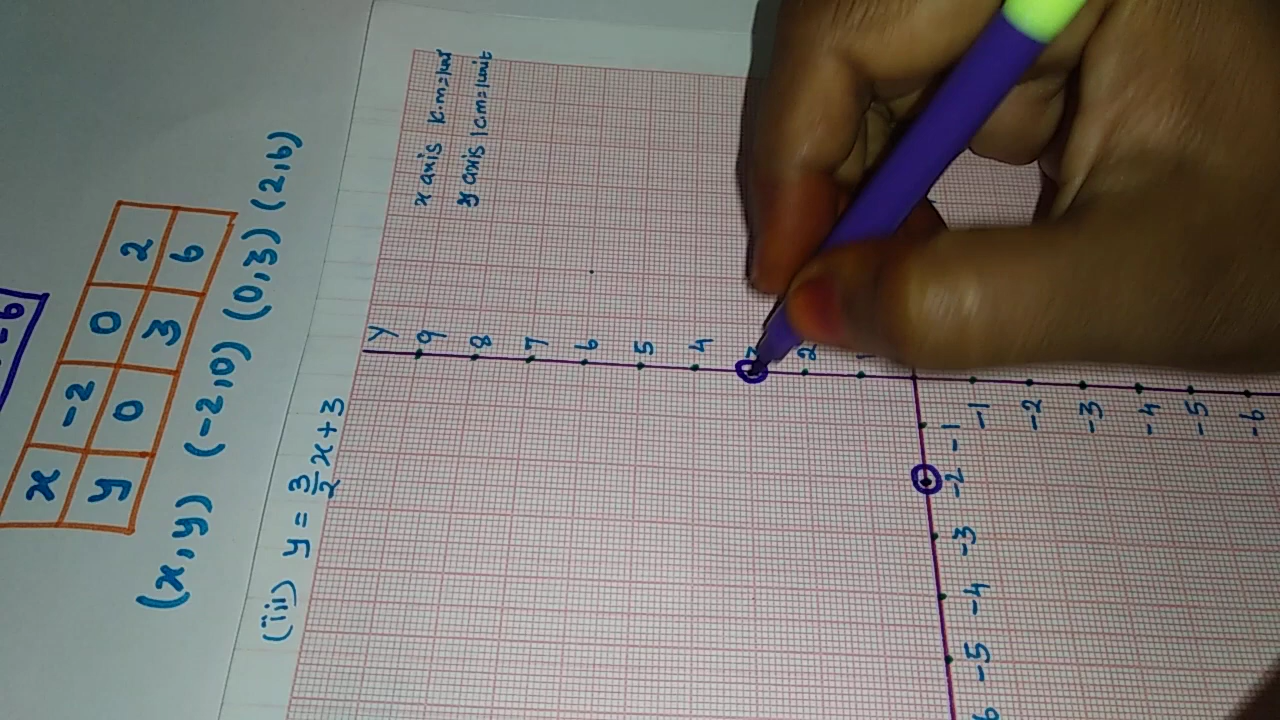 x -2 0 2
y 0 3 6
(x,y) (-2,0) (0,3) (2,6)
(iii) y = 3/2 x + 3
x axis 1cm=1unit
y axis 1cm=1unit
Y
9
8
7
6
5
4
3
2
1
-5 -4 -3 -2 -1
-1
-2
-3
-4
-5
-6